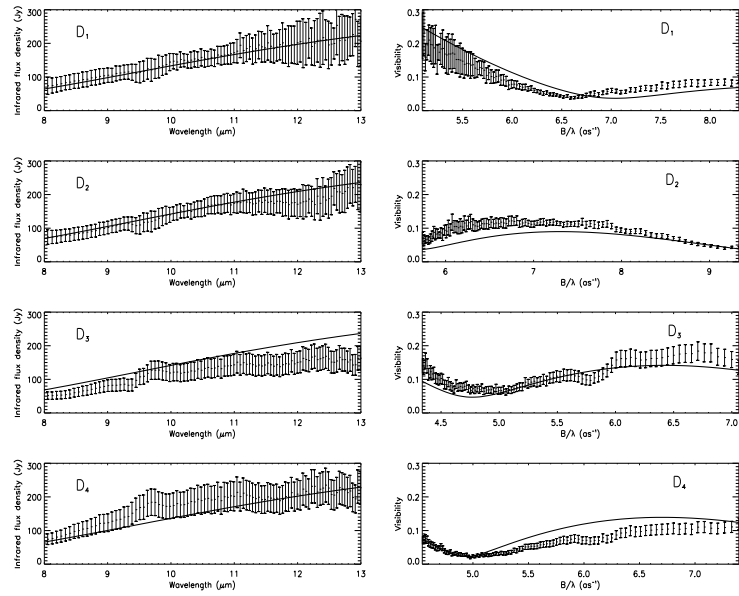 Infrared flux density (Jy)
300
200
100
0
D1
8 9 10 11 12 13
Wavelength (μm)
Visibility
0.3
0.2
0.1
0.0
D1
5.5 6.0 6.5 7.0 7.5 8.0
B/λ (as⁻¹)
Infrared flux density (Jy)
300
200
100
0
D2
8 9 10 11 12 13
Wavelength (μm)
Visibility
0.3
0.2
0.1
0.0
D2
6 7 8 9
B/λ (as⁻¹)
Infrared flux density (Jy)
300
200
100
0
D3
8 9 10 11 12 13
Wavelength (μm)
Visibility
0.3
0.2
0.1
0.0
D3
4.5 5.0 5.5 6.0 6.5 7.0
B/λ (as⁻¹)
Infrared flux density (Jy)
300
200
100
0
D4
8 9 10 11 12 13
Wavelength (μm)
Visibility
0.3
0.2
0.1
0.0
D4
5.0 5.5 6.0 6.5 7.0
B/λ (as⁻¹)